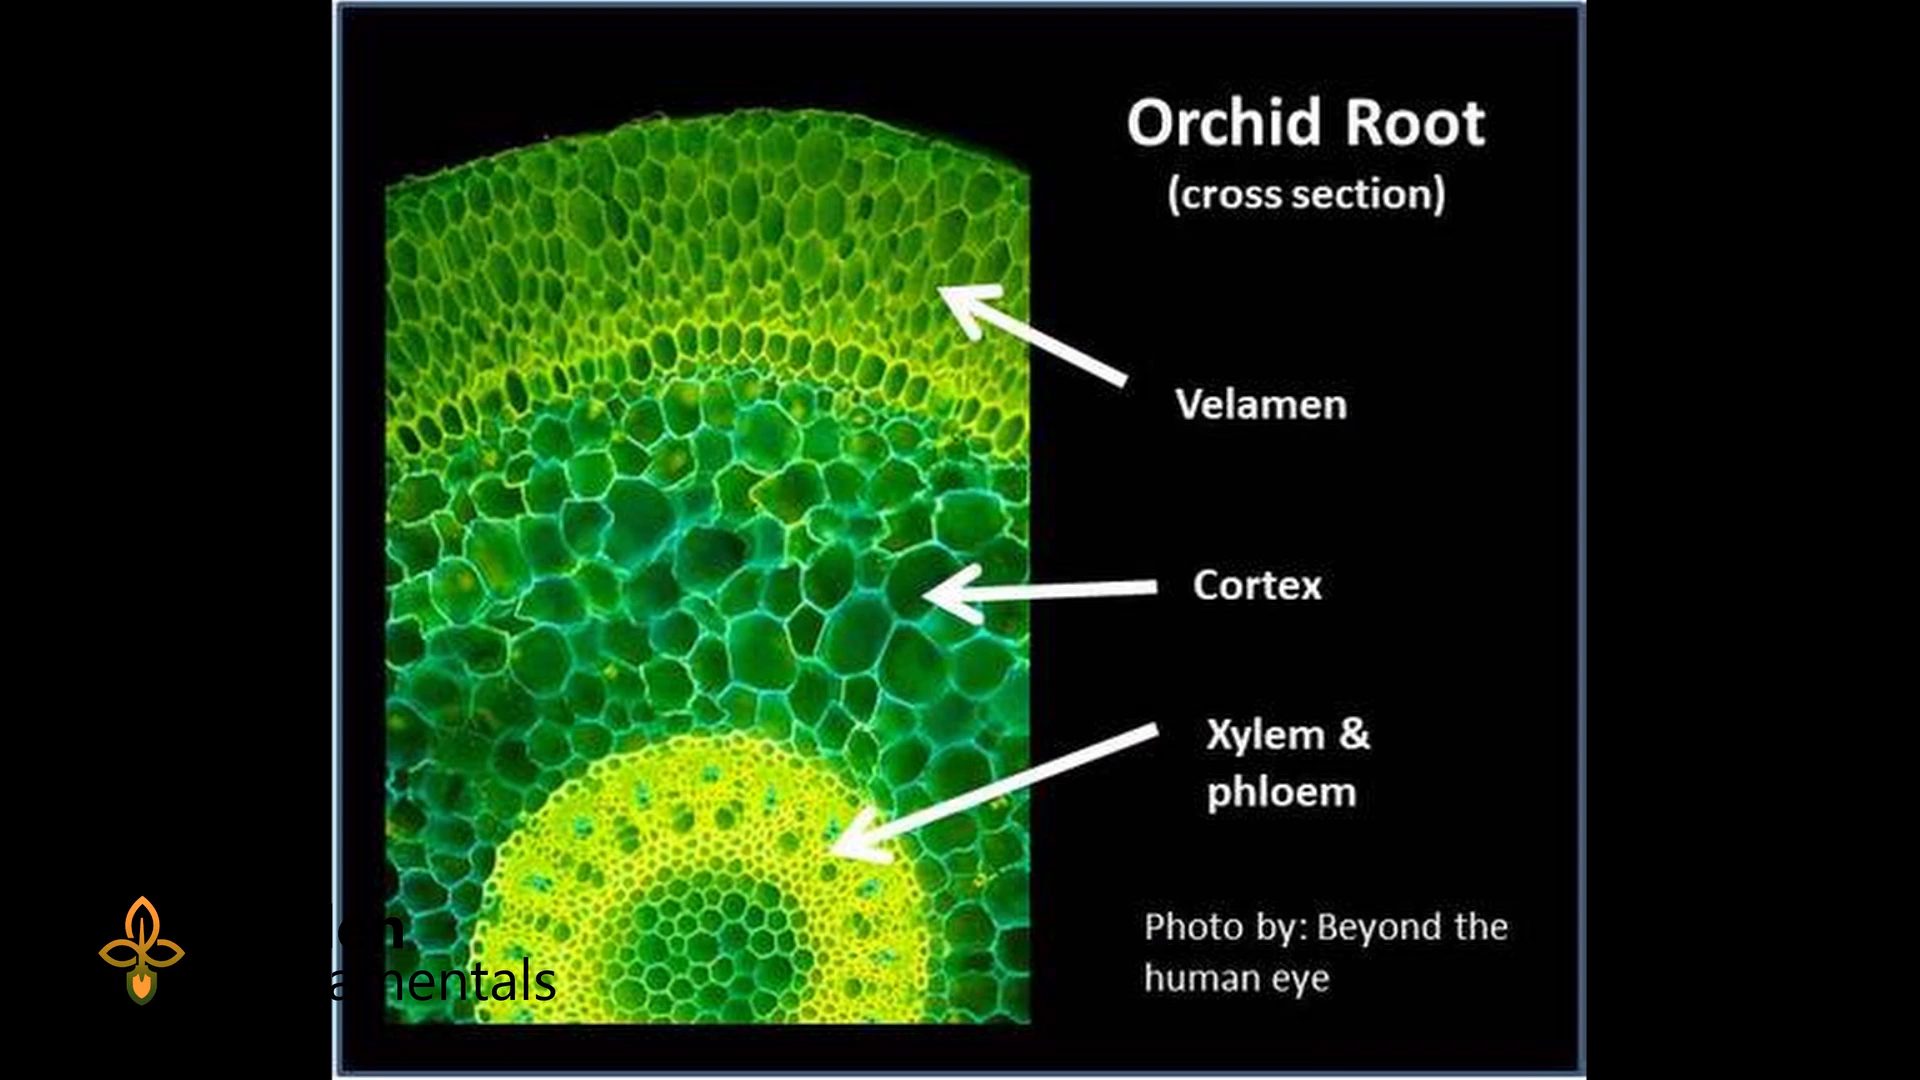 Orchid Root
(cross section)
Velamen
Cortex
Xylem &
phloem
Photo by: Beyond the
human eye